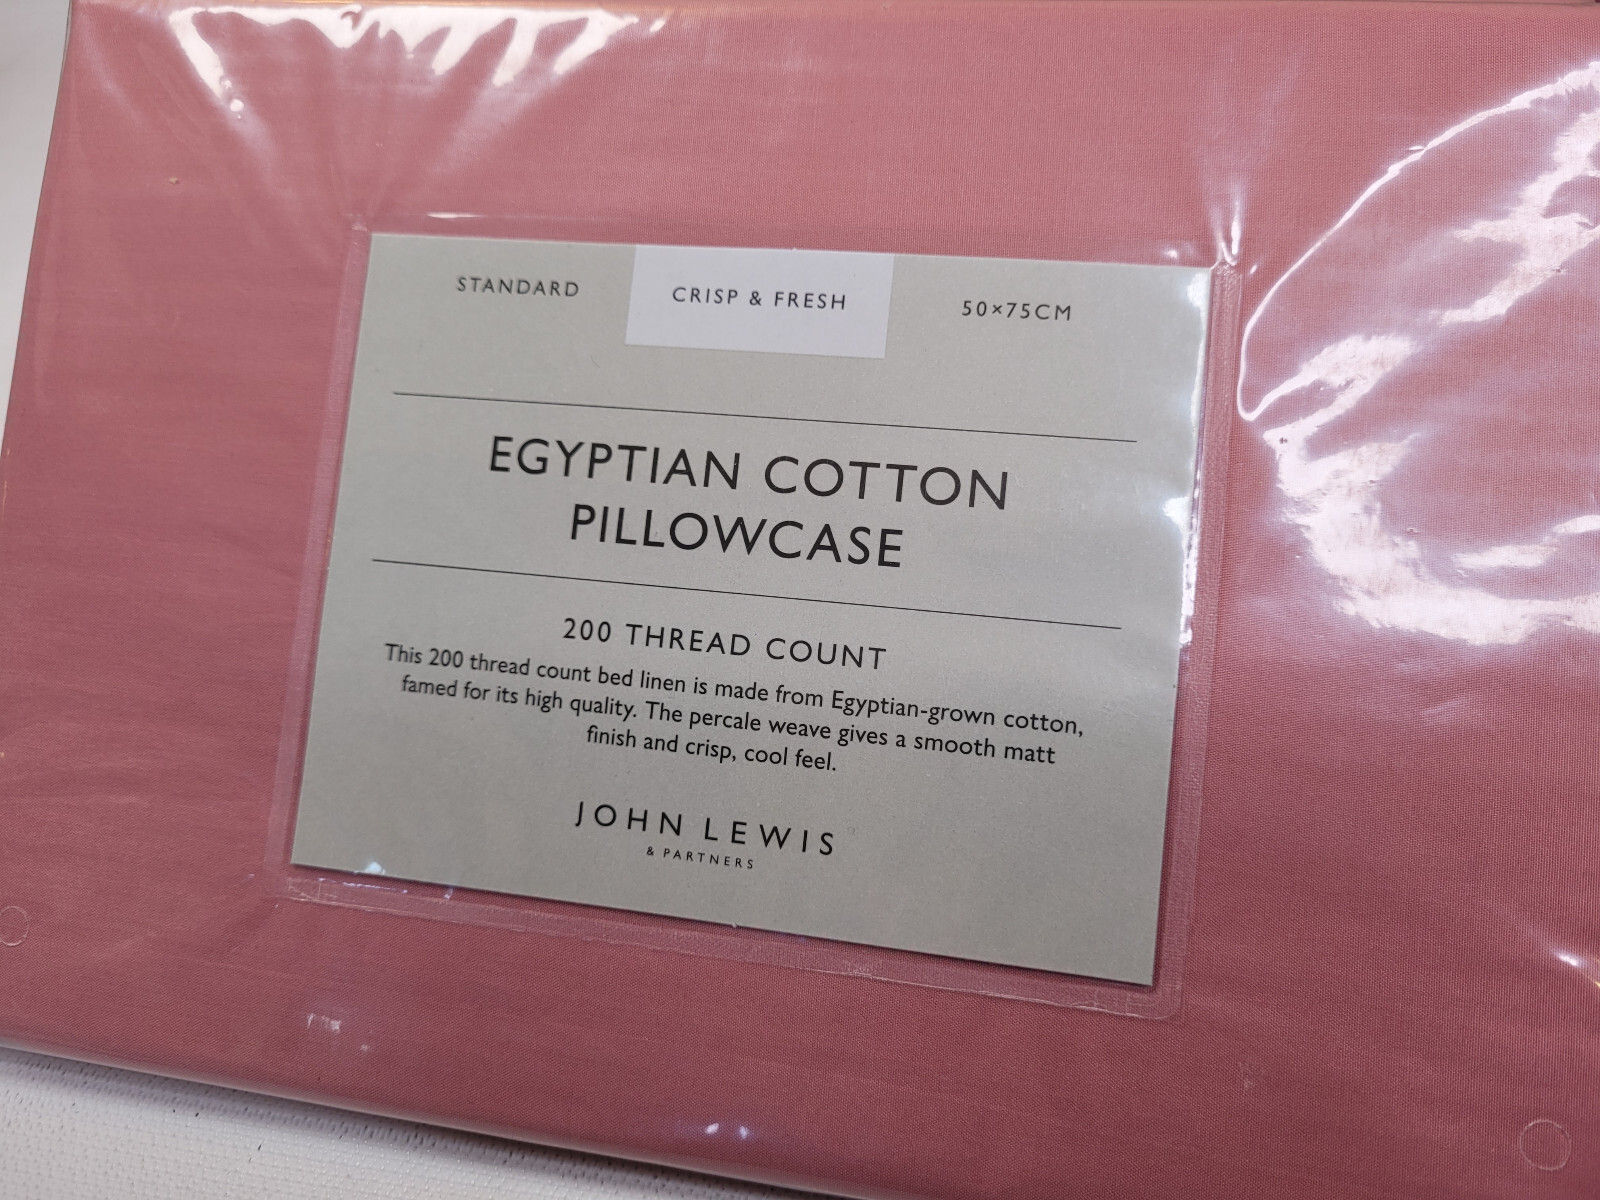 STANDARD
CRISP & FRESH
50×75CM
EGYPTIAN COTTON
PILLOWCASE
200 THREAD COUNT
This 200 thread count bed linen is made from Egyptian-grown cotton,
famed for its high quality. The percale weave gives a smooth matt
finish and crisp, cool feel.
JOHN LEWIS
& PARTNERS